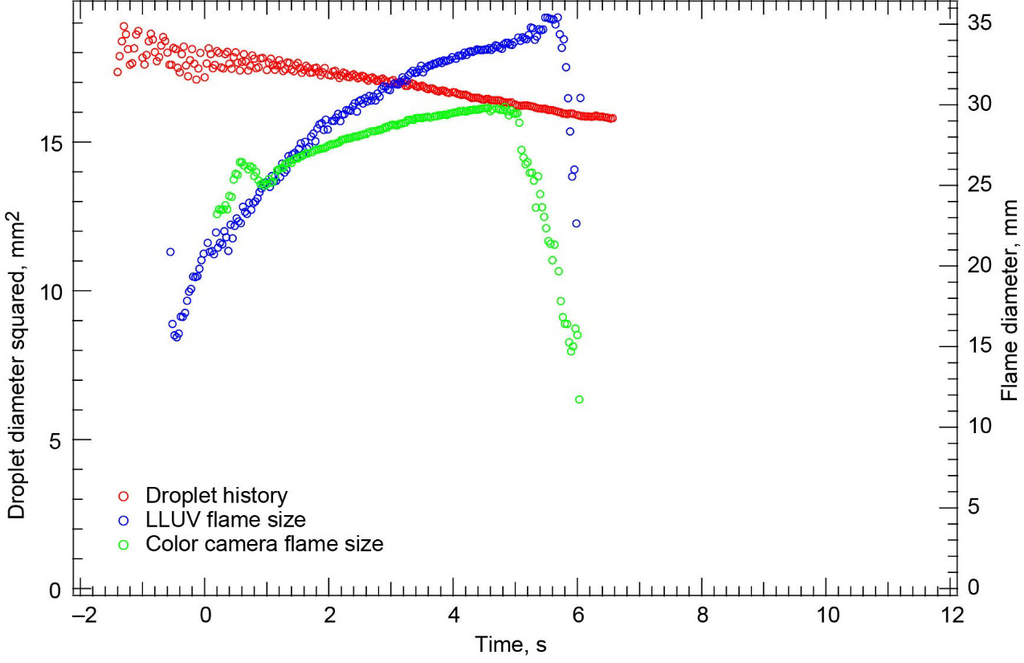 Droplet diameter squared, mm2
15
10
5
0
35
30
25
20
15
10
5
0
Flame diameter, mm
Droplet history
LLUV flame size
Color camera flame size
–2 0 2 4 6 8 10 12
Time, s